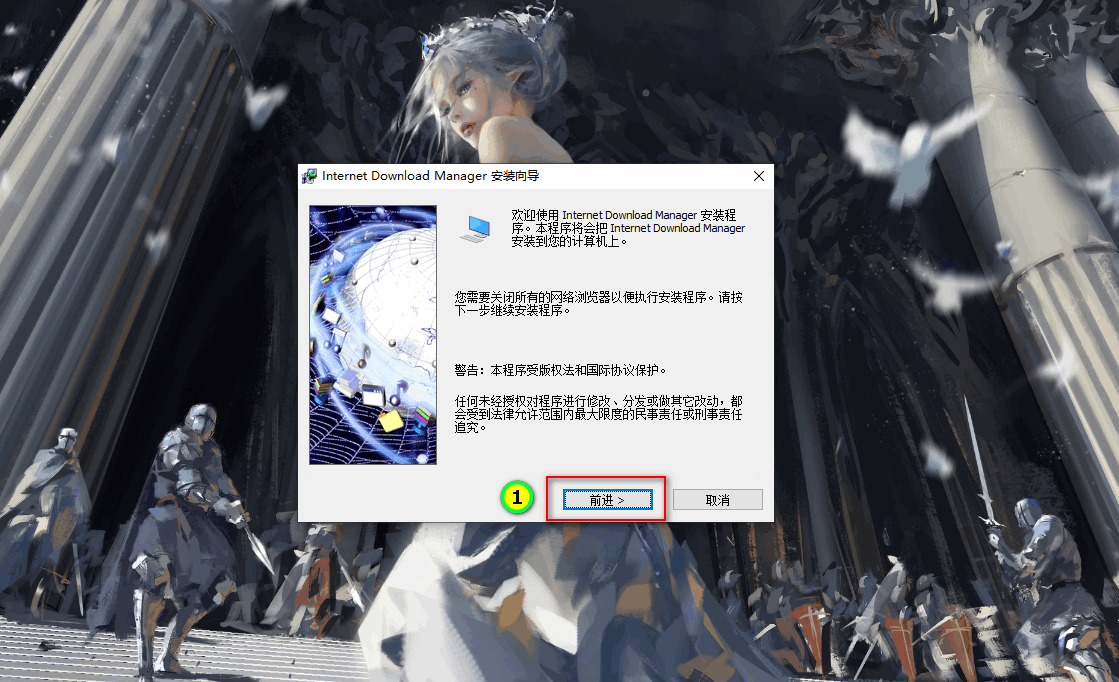 Internet Download Manager 安装向导
欢迎使用 Internet Download Manager 安装程
序。本程序将会把 Internet Download Manager
安装到您的计算机上。
您需要关闭所有的网络浏览器以便执行安装程序。请按
下一步继续安装程序。
警告：本程序受版权法和国际协议保护。
任何未经授权对程序进行修改、分发或做其它改动，都
会受到法律允许范围内最大限度的民事责任或刑事责任
追究。
1
前进 >
取消